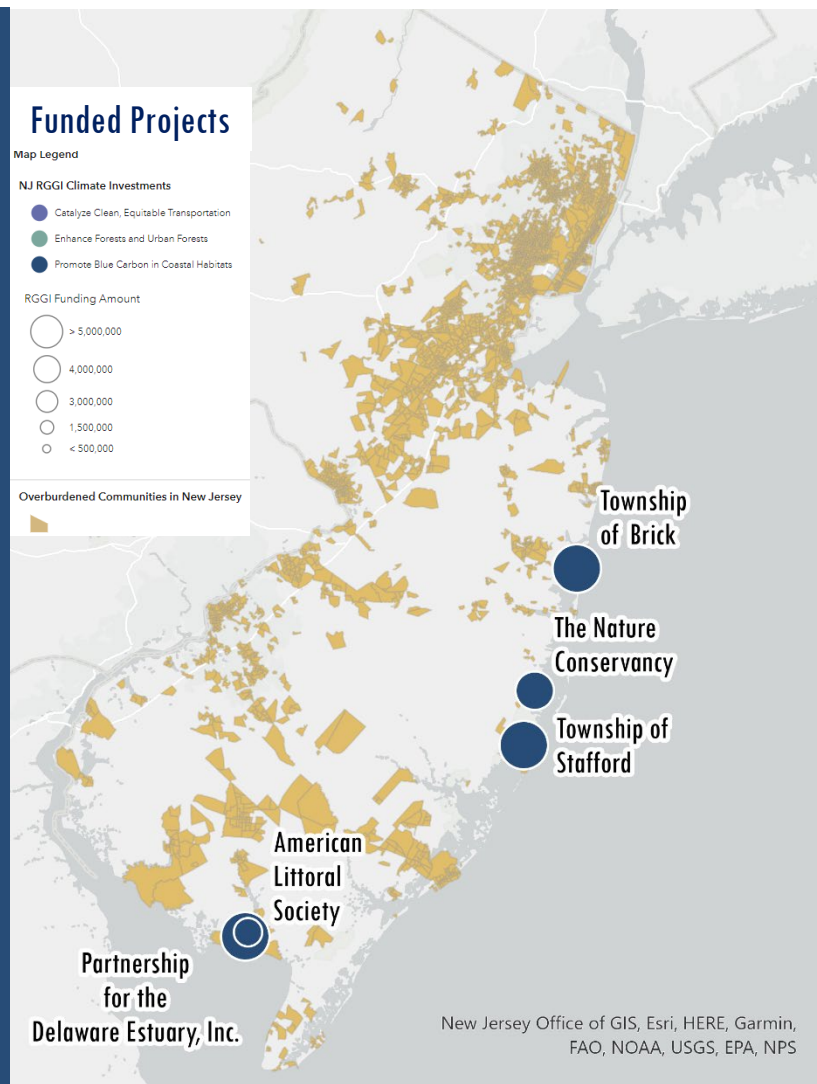 Funded Projects
Map Legend
NJ RGGI Climate Investments
Catalyze Clean, Equitable Transportation
Enhance Forests and Urban Forests
Promote Blue Carbon in Coastal Habitats
RGGI Funding Amount
> 5,000,000
4,000,000
3,000,000
1,500,000
< 500,000
Overburdened Communities in New Jersey
Township
of Brick
The Nature
Conservancy
Township of
Stafford
American
Littoral
Society
Partnership
for the
Delaware Estuary, Inc.
New Jersey Office of GIS, Esri, HERE, Garmin,
FAO, NOAA, USGS, EPA, NPS